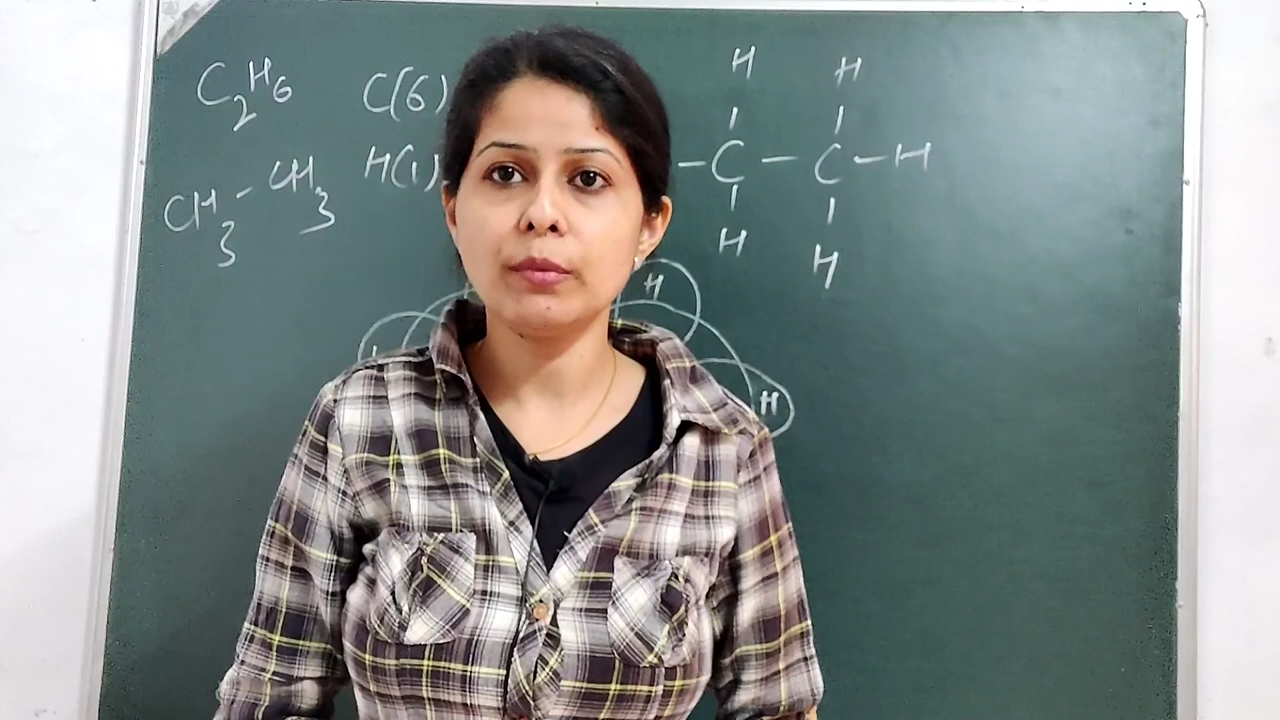 C2H6 C(6)
H H
CH3-CH3 H(1) -C-C-H
H H
H
H